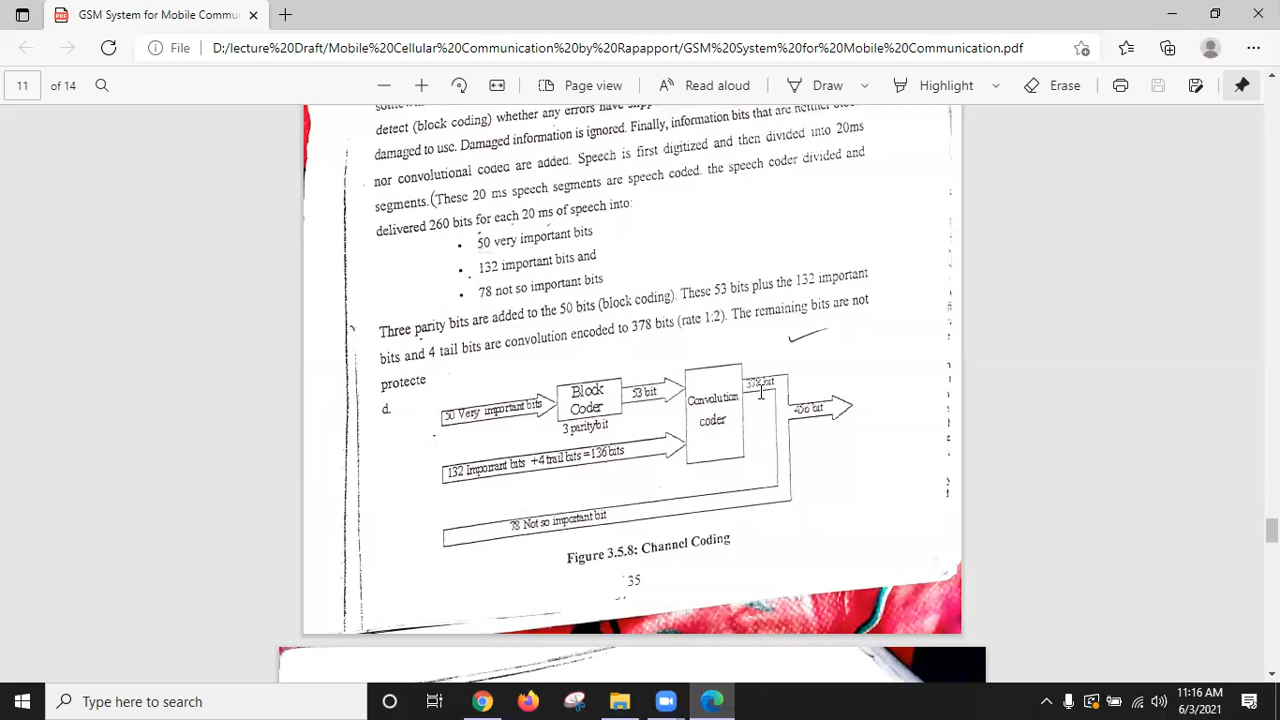 GSM System for Mobile Commu
File D:/lecture%20Draft/Mobile%20Cellular%20Communication%20by%20Rapaport/GSM%20System%20for%20Mobile%20Communication.pdf
11 of 14 Page view Read aloud Draw Highlight Erase
detect (block coding) whether any errors have
damaged to use. Damaged information is ignored. Finally, information bits that are neither
nor convolutional coded are added. Speech is first digitized and then divided into 20ms
segments.(These 20 ms speech segments are speech coded. the speech coder divided and
delivered 260 bits for each 20 ms of speech into:
• 50 very important bits
• 132 important bits and
• 78 not so important bits
Three parity bits are added to the 50 bits (block coding). These 53 bits plus the 132 important
bits and 4 tail bits are convolution encoded to 378 bits (rate 1:2). The remaining bits are not
protecte
d.
50 Very important bits
Block
Coder
3 paritybit
53 bit
Convolution
coder
378 bit
456 bit
132 Imporrant bits +4 trail bits =136 bits
78 Not so important bit
Figure 3.5.8: Channel Coding
35
Type here to search
11:16 AM
6/3/2021